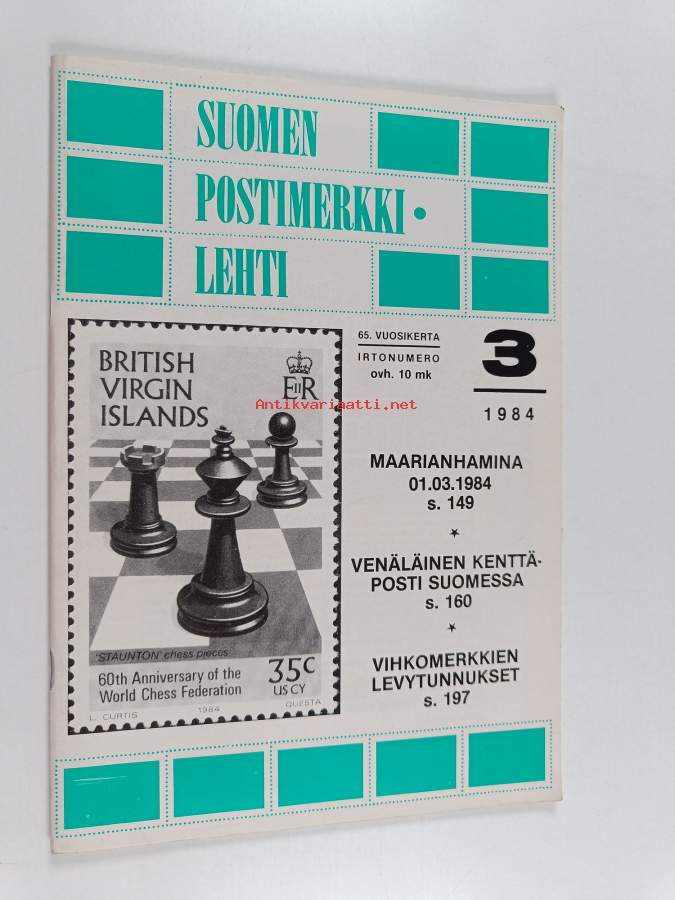 SUOMEN
POSTIMERKKI •
LEHTI
65. VUOSIKERTA
IRTONUMERO
ovh. 10 mk
3
1984
BRITISH
VIRGIN
ISLANDS
EIIR
Antikvariaatti.net
MAARIANHAMINA
01.03.1984
s. 149
★
VENÄLÄINEN KENTTÄ-
POSTI SUOMESSA
s. 160
★
VIHKOMERKKIEN
LEVYTUNNUKSET
s. 197
'STAUNTON' chess pieces
60th Anniversary of the
World Chess Federation
35c
US CY
L. CURTIS 1984 QUESTA